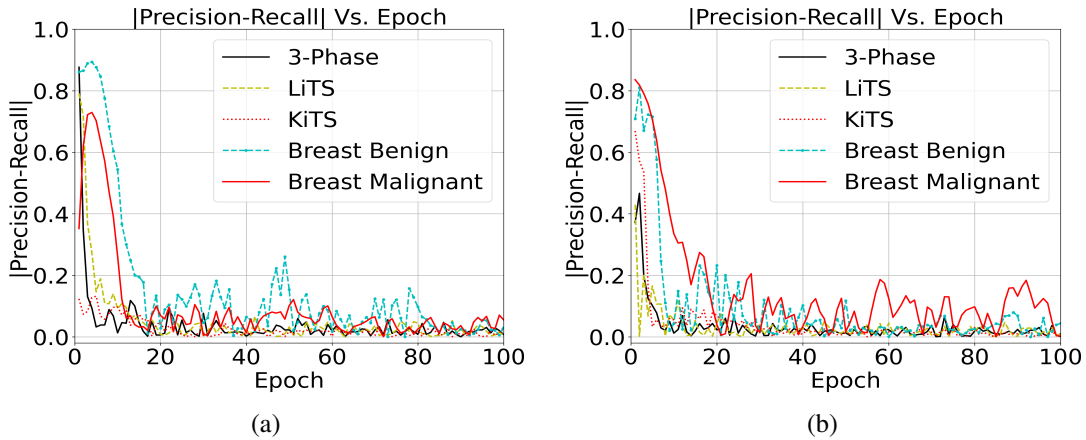 |Precision-Recall| Vs. Epoch
1.0
0.8
0.6
0.4
0.2
0.0
|Precision-Recall|
3-Phase
LiTS
KiTS
Breast Benign
Breast Malignant
0 20 40 60 80 100
Epoch
(a)
|Precision-Recall| Vs. Epoch
1.0
0.8
0.6
0.4
0.2
0.0
|Precision-Recall|
3-Phase
LiTS
KiTS
Breast Benign
Breast Malignant
0 20 40 60 80 100
Epoch
(b)